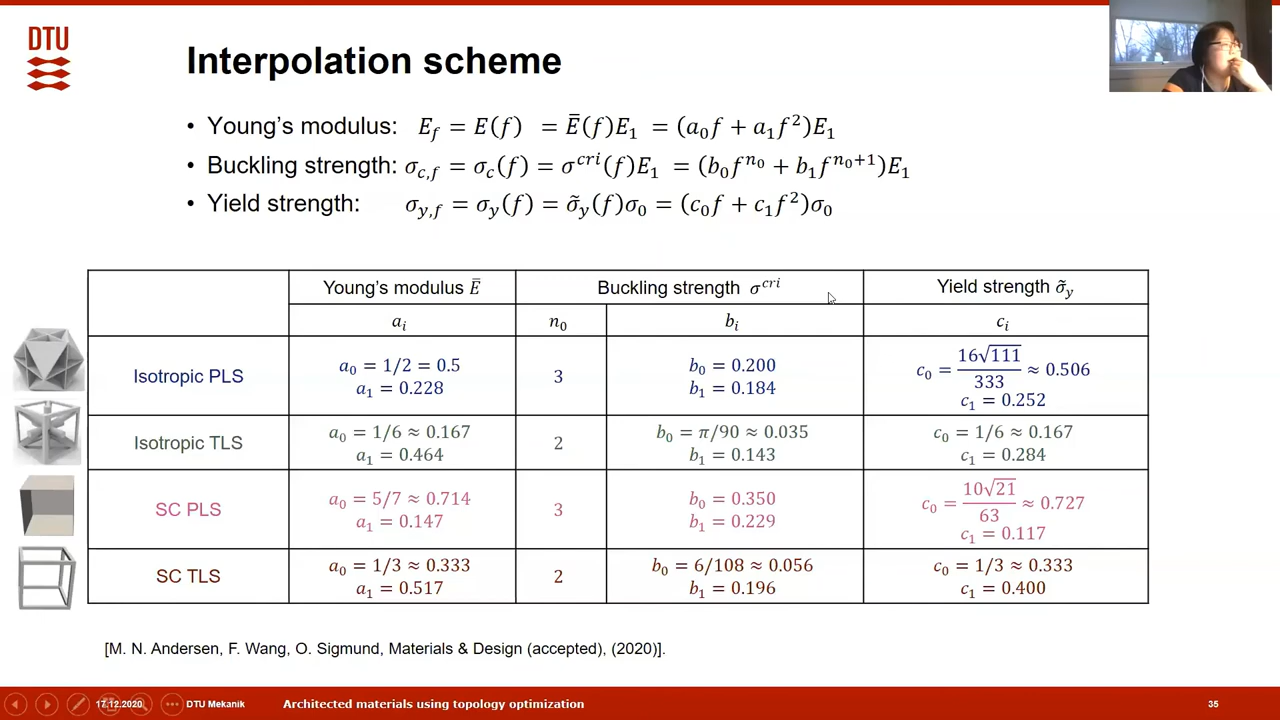 DTU
Interpolation scheme
• Young's modulus: E_f = E(f) = Ē(f)E₁ = (a₀f + a₁f²)E₁
• Buckling strength: σ_{c,f} = σ_c(f) = σ^{cri}(f)E₁ = (b₀f^{n₀} + b₁f^{n₀+1})E₁
• Yield strength: σ_{y,f} = σ_y(f) = σ̃_y(f)σ₀ = (c₀f + c₁f²)σ₀
Young's modulus Ē Buckling strength σ^{cri} Yield strength σ̃_y
a_i n₀ b_i c_i
Isotropic PLS
a₀ = 1/2 = 0.5
a₁ = 0.228
3
b₀ = 0.200
b₁ = 0.184
c₀ = 16√111/333 ≈ 0.506
c₁ = 0.252
Isotropic TLS
a₀ = 1/6 ≈ 0.167
a₁ = 0.464
2
b₀ = π/90 ≈ 0.035
b₁ = 0.143
c₀ = 1/6 ≈ 0.167
c₁ = 0.284
SC PLS
a₀ = 5/7 ≈ 0.714
a₁ = 0.147
3
b₀ = 0.350
b₁ = 0.229
c₀ = 10√21/63 ≈ 0.727
c₁ = 0.117
SC TLS
a₀ = 1/3 ≈ 0.333
a₁ = 0.517
2
b₀ = 6/108 ≈ 0.056
b₁ = 0.196
c₀ = 1/3 ≈ 0.333
c₁ = 0.400
[M. N. Andersen, F. Wang, O. Sigmund, Materials & Design (accepted), (2020)].
17.12.2020 DTU Mekanik Architected materials using topology optimization 35